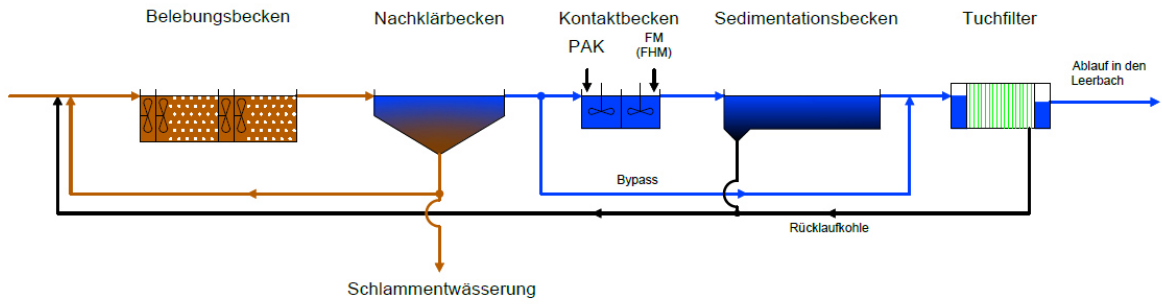 Belebungsbecken
Nachklärbecken
Kontaktbecken
Sedimentationsbecken
Tuchfilter
PAK
FM
(FHM)
Ablauf in den
Leerbach
Bypass
Rücklaufkohle
Schlammentwässerung